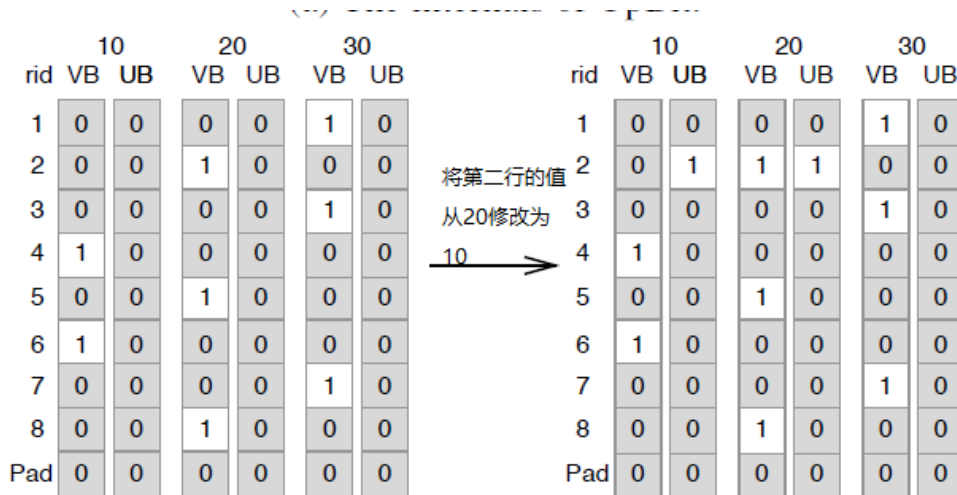 10 20 30 10 20 30
rid VB UB VB UB VB UB rid VB UB VB UB VB UB
1 0 0 0 0 1 0 1 0 0 0 0 1 0
2 0 0 1 0 0 0 2 0 1 1 1 0 0
将第二行的值
3 0 0 0 0 1 0 3 0 0 0 0 1 0
从20修改为
4 1 0 0 0 0 0 4 1 0 0 0 0 0
10
5 0 0 1 0 0 0 5 0 0 1 0 0 0
6 1 0 0 0 0 0 6 1 0 0 0 0 0
7 0 0 0 0 1 0 7 0 0 0 0 1 0
8 0 0 1 0 0 0 8 0 0 1 0 0 0
Pad 0 0 0 0 0 0 Pad 0 0 0 0 0 0